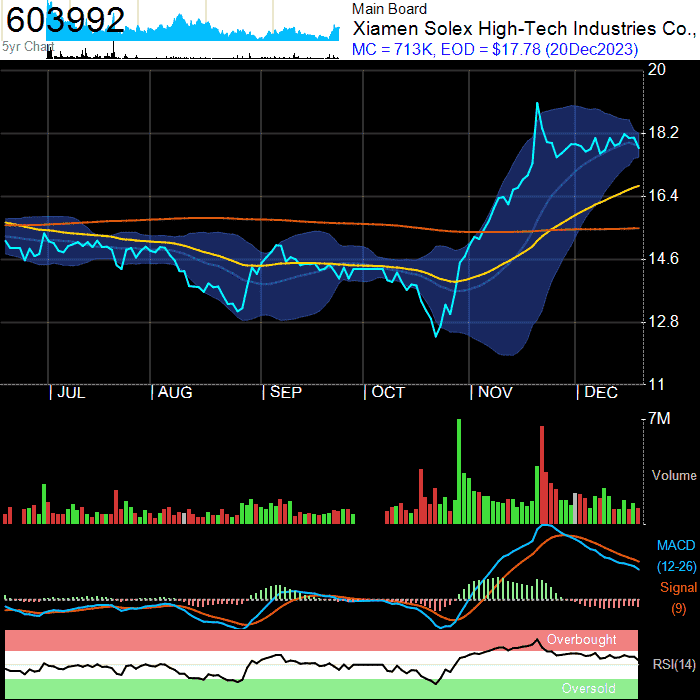 603992
5yr Chart
Main Board
Xiamen Solex High-Tech Industries Co.,
MC = 713K, EOD = $17.78 (20Dec2023)
20
18.2
16.4
14.6
12.8
11
| JUL | AUG | SEP | OCT | NOV | DEC
7M
Volume
MACD
(12-26)
Signal
(9)
Overbought
RSI(14)
Oversold